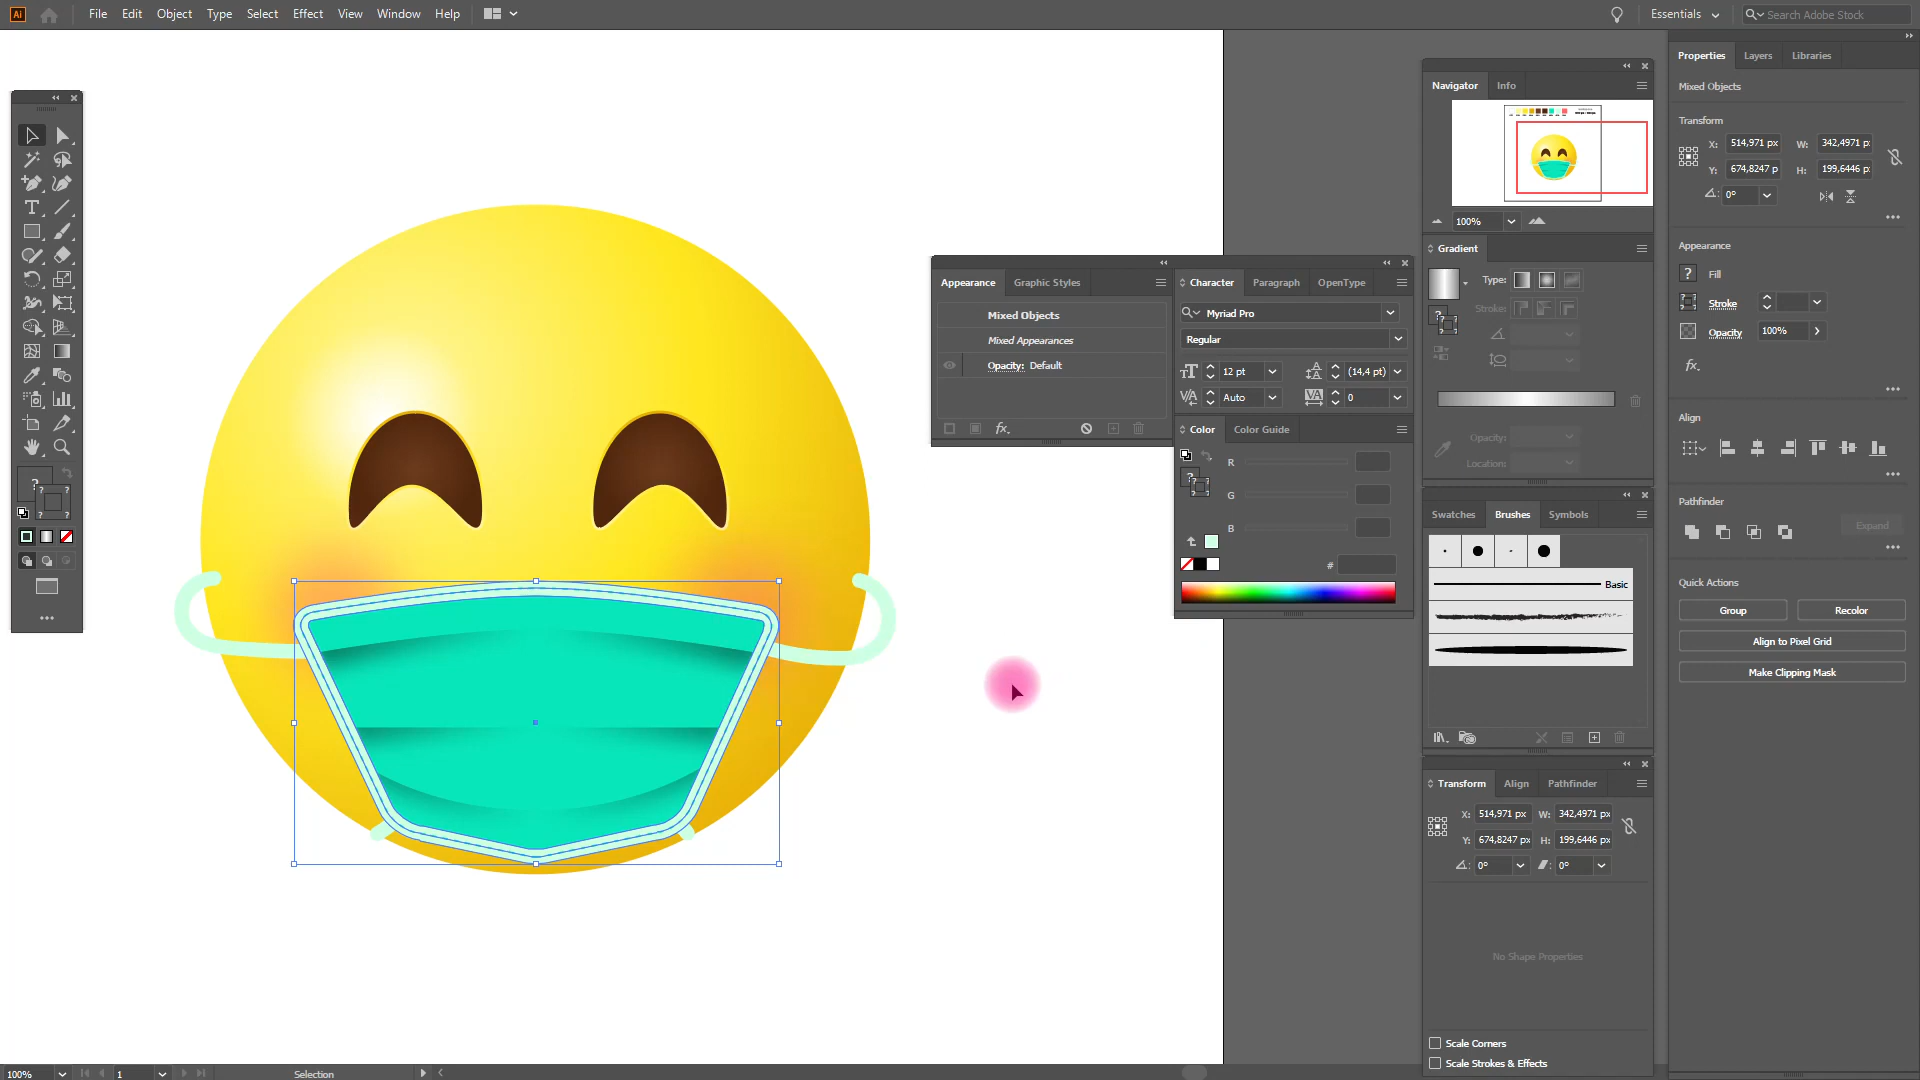 Ai File Edit Object Type Select Effect View Window Help Essentials Search Adobe Stock
Properties Layers Libraries
Mixed Objects
Transform
X: 514,971 px W: 342,4971 p
Y: 674,8247 p H: 199,6446 p
0°
Appearance
? Fill
Stroke
Opacity 100%
fx.
Align
Pathfinder
Expand
Quick Actions
Group Recolor
Align to Pixel Grid
Make Clipping Mask
Navigator Info
100%
Gradient
Type:
Stroke:
Opacity:
Location:
Swatches Brushes Symbols
Basic
Transform Align Pathfinder
X: 514,971 px W: 342,4971 px
Y: 674,8247 px H: 199,6446 px
0° 0°
No Shape Properties
Scale Corners
Scale Strokes & Effects
Appearance Graphic Styles
Mixed Objects
Mixed Appearances
Opacity: Default
fx.
Character Paragraph OpenType
Myriad Pro
Regular
12 pt (14,4 pt)
Auto 0
Color Color Guide
R
G
B
#
100% 1 Selection